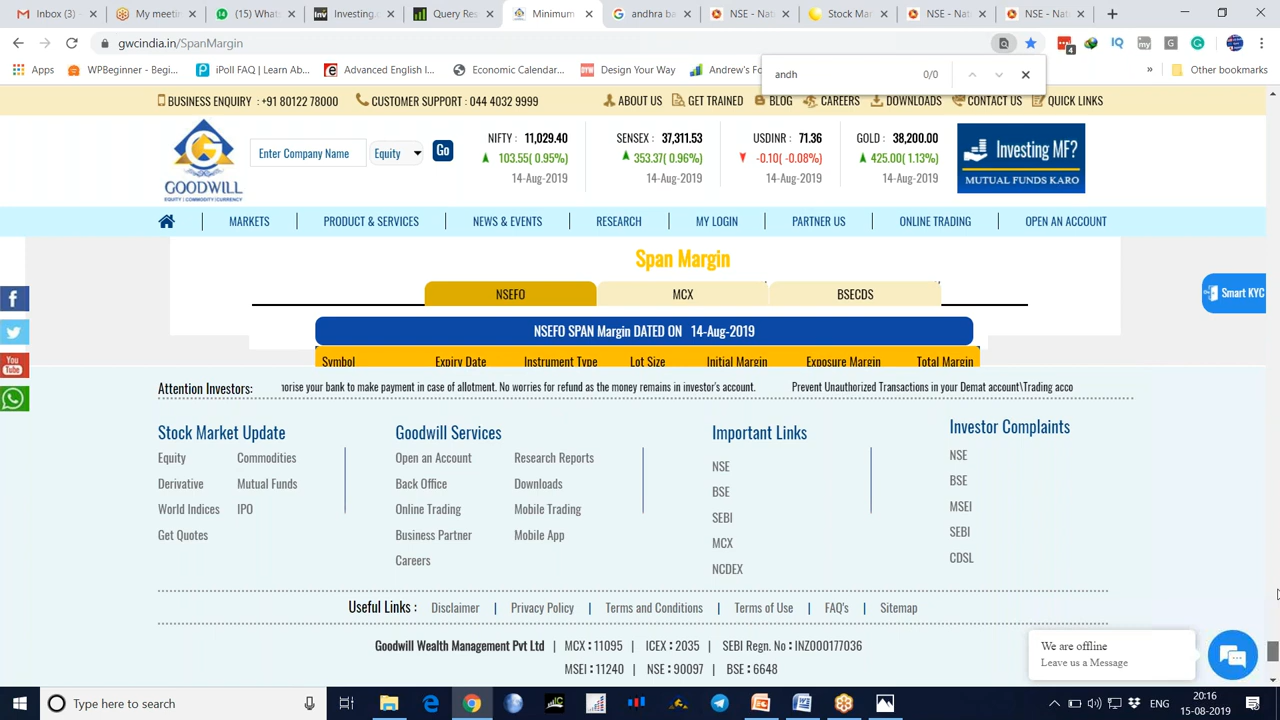 Inbox (3)
My meetin
(15) What
Investing.
Query Res
Minimum
andhra ba
NSE - Nati
Stock Mar
NSE - Nati
gwcindia.in/SpanMargin
4
Apps
WPBeginner - Begi...
iPoll FAQ | Learn Ab...
Advanced English I...
Economic Calendar...
Design Your Way
Andrew's Fo
»
Other bookmarks
andh
0/0
BUSINESS ENQUIRY : +91 80122 78000
CUSTOMER SUPPORT : 044 4032 9999
ABOUT US
GET TRAINED
BLOG
CAREERS
DOWNLOADS
CONTACT US
QUICK LINKS
GOODWILL
EQUITY | COMMODITY | CURRENCY
Enter Company Name
Equity
Go
NIFTY : 11,029.40
103.55( 0.95%)
14-Aug-2019
SENSEX : 37,311.53
353.37( 0.96%)
14-Aug-2019
USDINR : 71.36
-0.10( -0.08%)
14-Aug-2019
GOLD : 38,200.00
425.00( 1.13%)
14-Aug-2019
Investing MF?
MUTUAL FUNDS KARO
MARKETS
PRODUCT & SERVICES
NEWS & EVENTS
RESEARCH
MY LOGIN
PARTNER US
ONLINE TRADING
OPEN AN ACCOUNT
Span Margin
NSEFO
MCX
BSECDS
Smart KYC
NSEFO SPAN Margin DATED ON 14-Aug-2019
Symbol
Expiry Date
Instrument Type
Lot Size
Initial Margin
Exposure Margin
Total Margin
You Tube
Attention Investors:
orise your bank to make payment in case of allotment. No worries for refund as the money remains in investor's account.
Prevent Unauthorized Transactions in your Demat account\Trading acco
Stock Market Update
Equity
Commodities
Derivative
Mutual Funds
World Indices
IPO
Get Quotes
Goodwill Services
Open an Account
Research Reports
Back Office
Downloads
Online Trading
Mobile Trading
Business Partner
Mobile App
Careers
Important Links
NSE
BSE
SEBI
MCX
NCDEX
Investor Complaints
NSE
BSE
MSEI
SEBI
CDSL
Useful Links : Disclaimer | Privacy Policy | Terms and Conditions | Terms of Use | FAQ's | Sitemap
Goodwill Wealth Management Pvt Ltd | MCX : 11095 | ICEX : 2035 | SEBI Regn. No : INZ000177036
MSEI : 11240 | NSE : 90097 | BSE : 6648
We are offline
Leave us a Message
Type here to search
ENG
20:16
15-08-2019